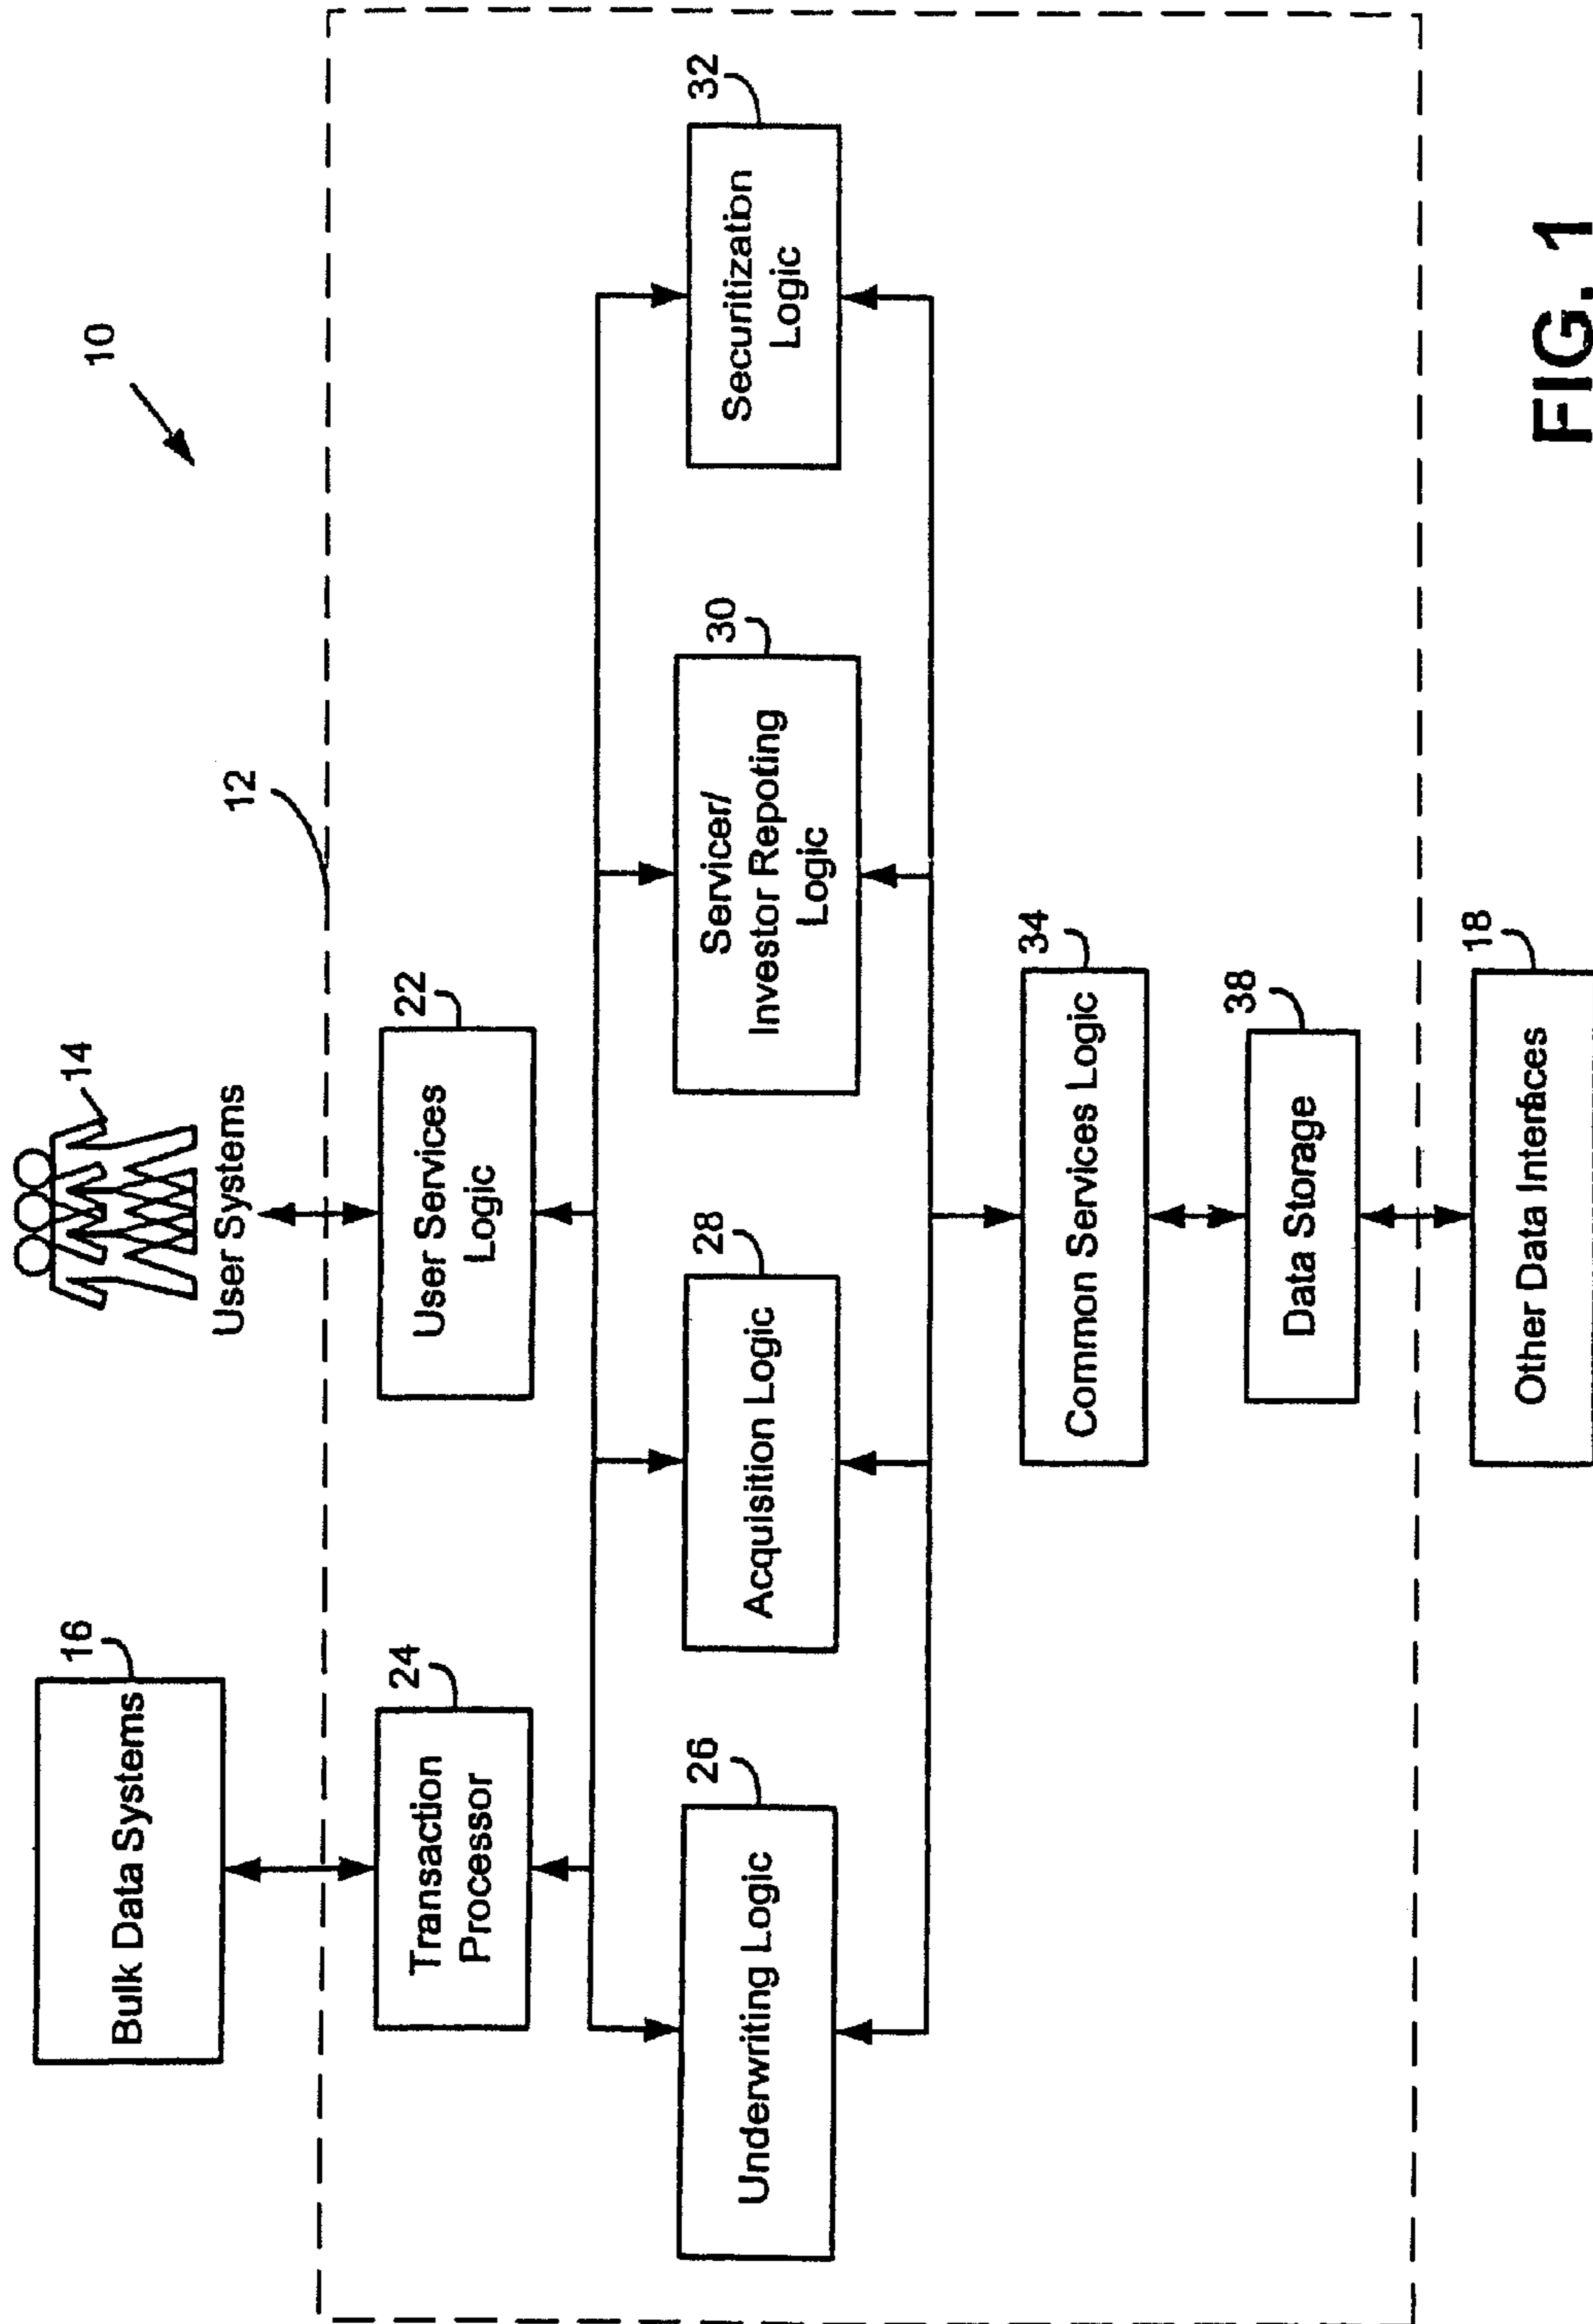 10
16
Bulk Data Systems
14
User Systems
12
24
Transaction
Processor
22
User Services
Logic
26
Underwriting Logic
28
Acquisition Logic
30
Servicer/
Investor Repoting
Logic
32
Securitization
Logic
34
Common Services Logic
38
Data Storage
18
Other Data Interfaces
FIG. 1